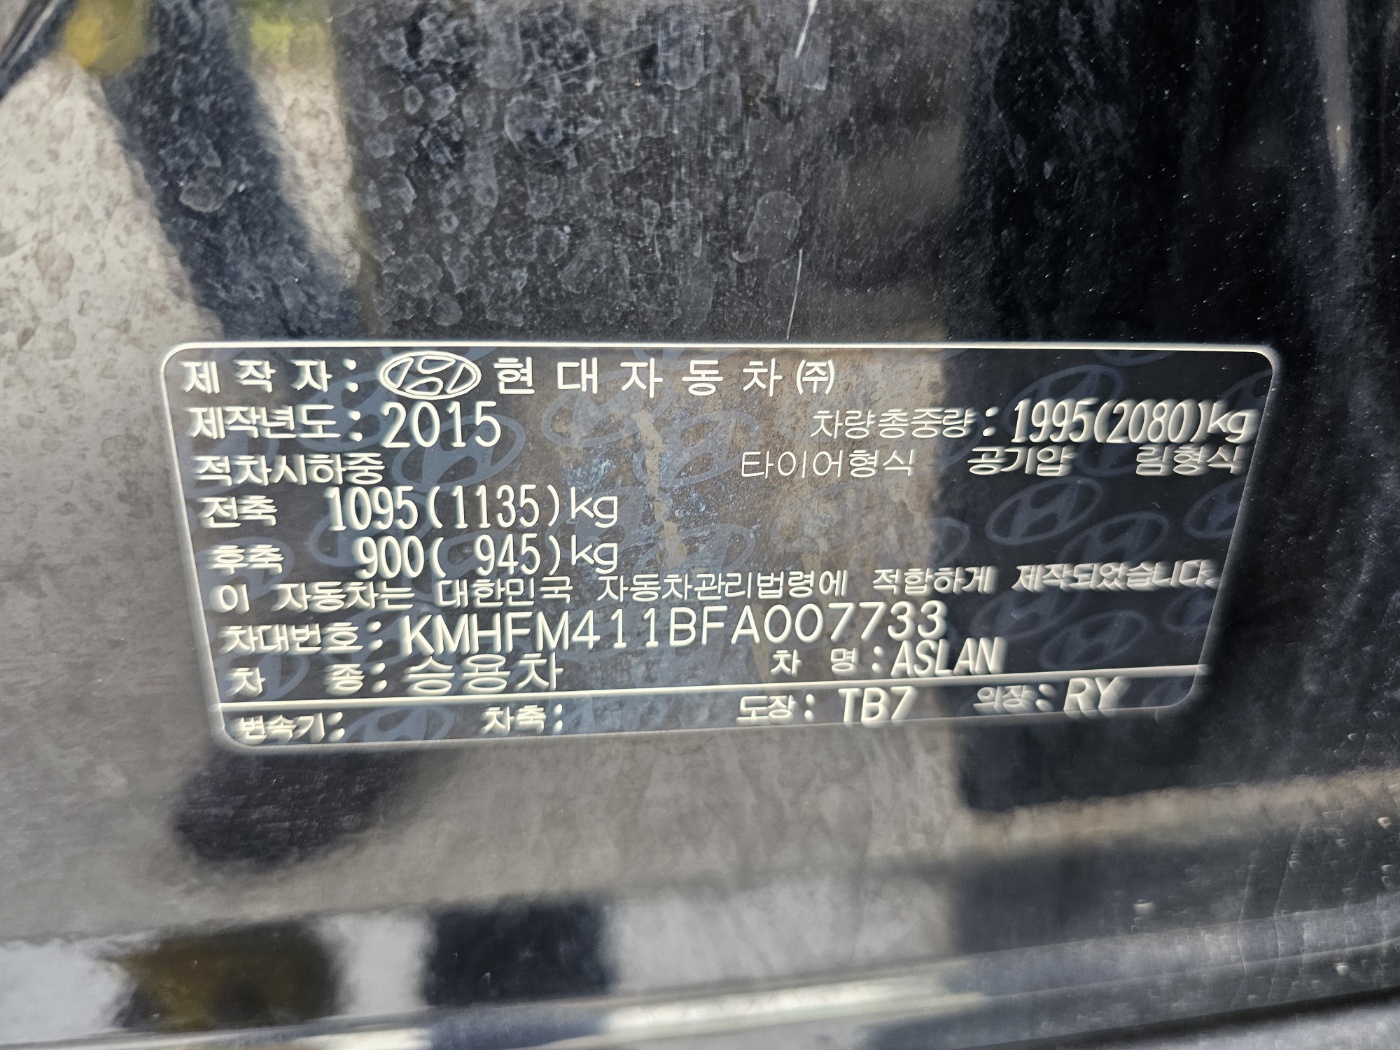 제 작 자 : 현 대 자 동 차 ㈜
제작년도 : 2015 차량총중량 : 1995(2080)kg
적차시하중 타이어형식 공기압 림형식
전축 1095(1135)kg
후축 900( 945)kg
이 자동차는 대한민국 자동차관리법령에 적합하게 제작되었습니다.
차대번호 : KMHFM411BFA007733
차 종 : 승용차 차 명 : ASLAN
변속기 : 차축 : 도장 : TB7 의장 : RY